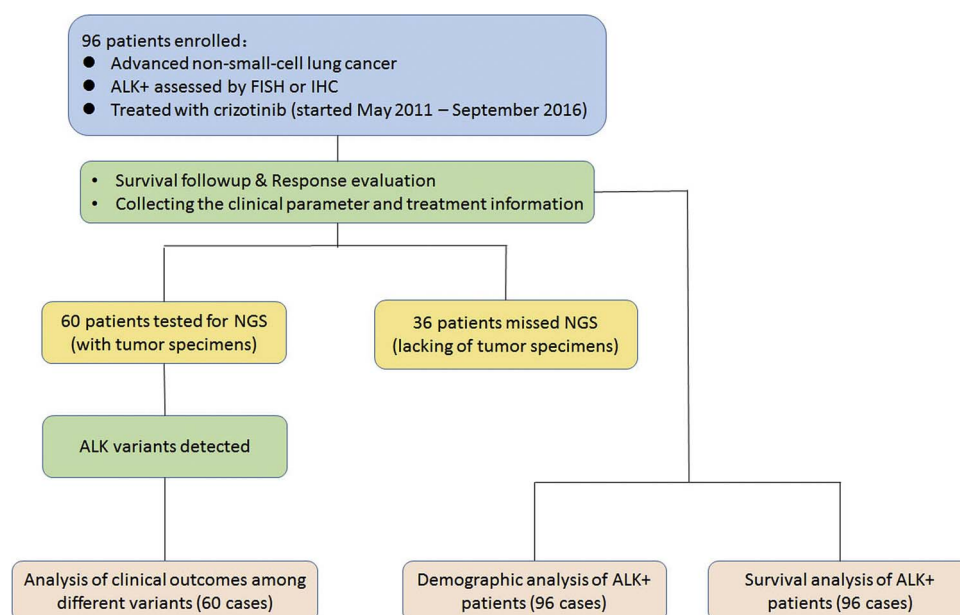 96 patients enrolled：
● Advanced non-small-cell lung cancer
● ALK+ assessed by FISH or IHC
● Treated with crizotinib (started May 2011 – September 2016)
• Survival followup & Response evaluation
• Collecting the clinical parameter and treatment information
60 patients tested for NGS
(with tumor specimens)
36 patients missed NGS
(lacking of tumor specimens)
ALK variants detected
Analysis of clinical outcomes among
different variants (60 cases)
Demographic analysis of ALK+
patients (96 cases)
Survival analysis of ALK+
patients (96 cases)